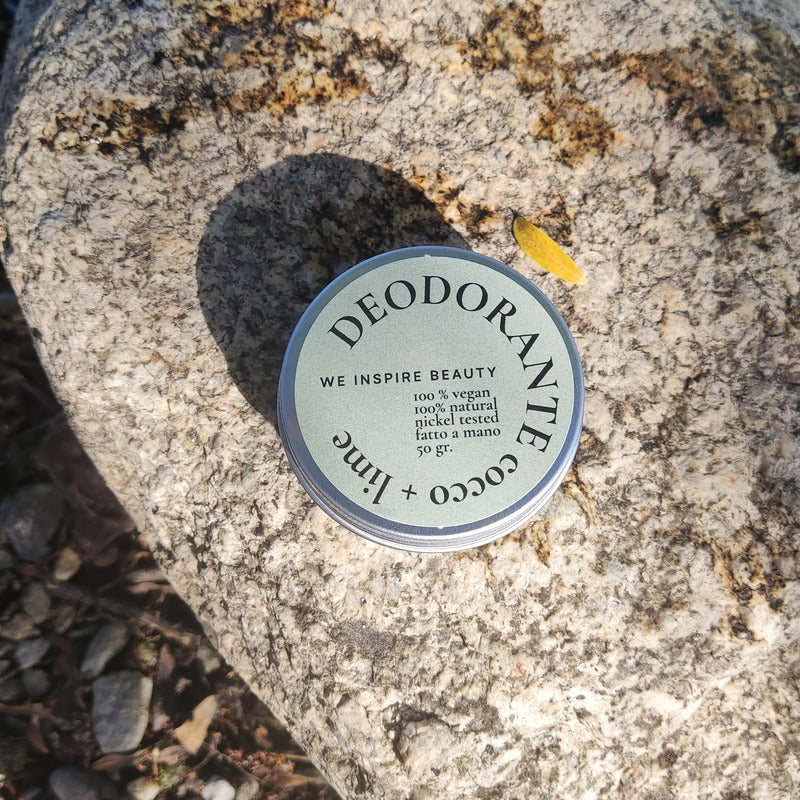 DEODORANTE cocco + lime
WE INSPIRE BEAUTY
100 % vegan
100% natural
nickel tested
fatto a mano
50 gr.